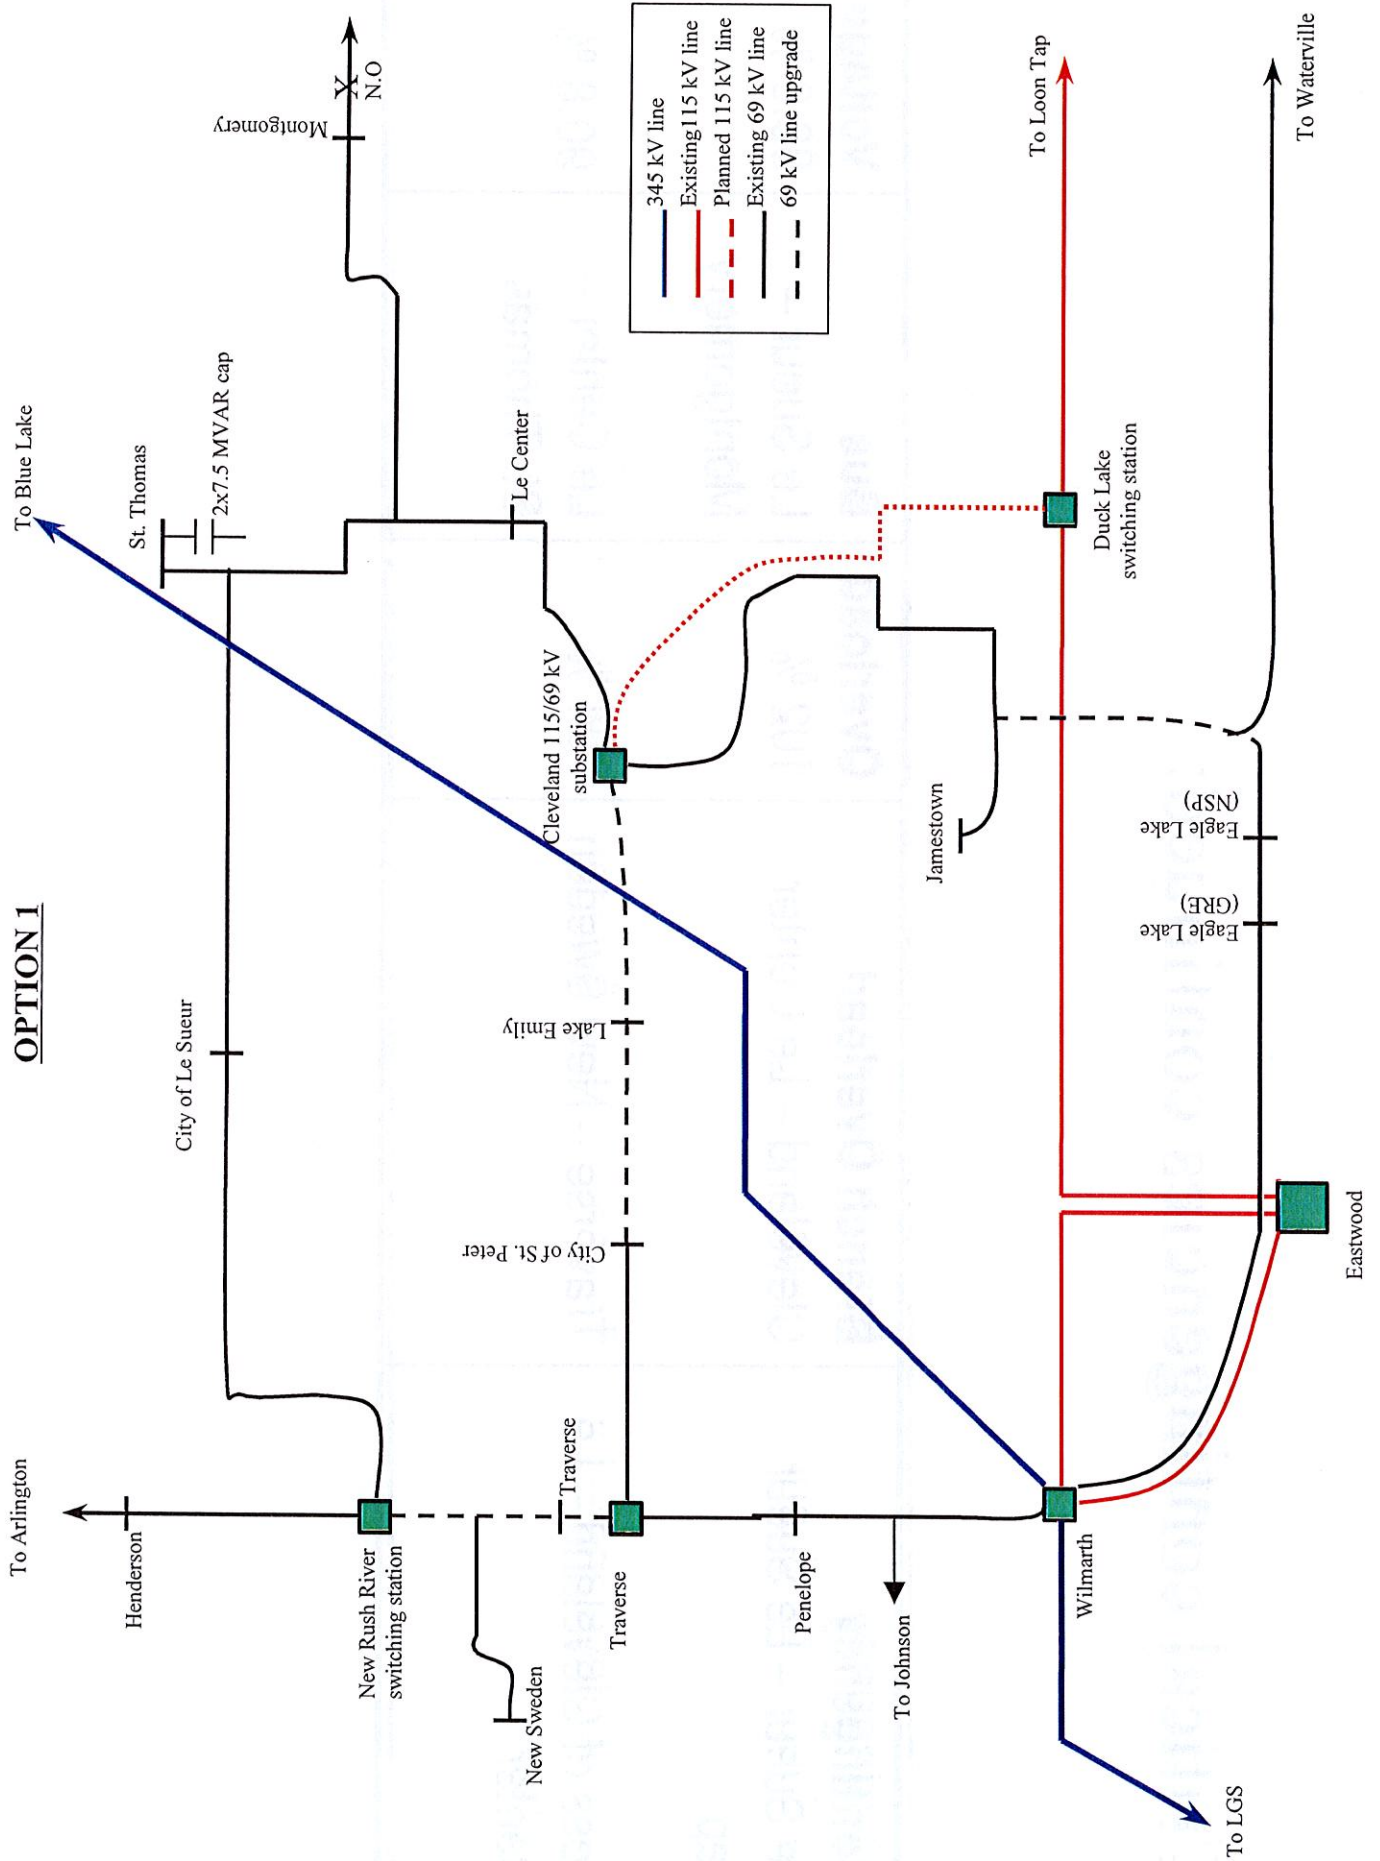 OPTION 1
To Arlington
Henderson
New Rush River
switching station
New Sweden
Traverse
Traverse
Penelope
To Johnson
Wilmarth
To LGS
City of Le Sueur
City of St. Peter
Lake Emily
Cleveland 115/69 kV
substation
To Blue Lake
St. Thomas
2x7.5 MVAR cap
Le Center
Montgomery
X
N.O
345 kV line
Existing115 kV line
Planned 115 kV line
Existing 69 kV line
69 kV line upgrade
To Loon Tap
Duck Lake
switching station
Jamestown
To Waterville
Eagle Lake
(NSP)
Eagle Lake
(GRE)
Eastwood